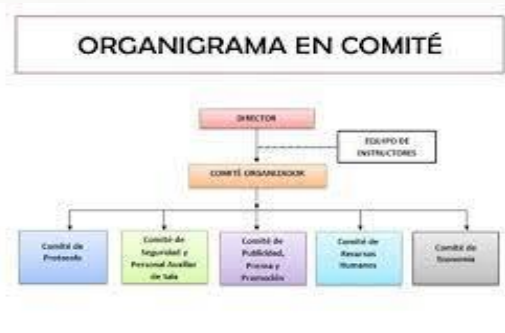 ORGANIGRAMA EN COMITÉ
DIRECTOR
EQUIPO DE
INSTRUCTORES
COMITÉ ORGANIZADOR
Comité de
Protocolo
Comité de
Seguridad y
Personal Auxiliar
de Sala
Comité de
Publicidad,
Prensa y
Promoción
Comité de
Recursos
Humanos
Comité de
Economía